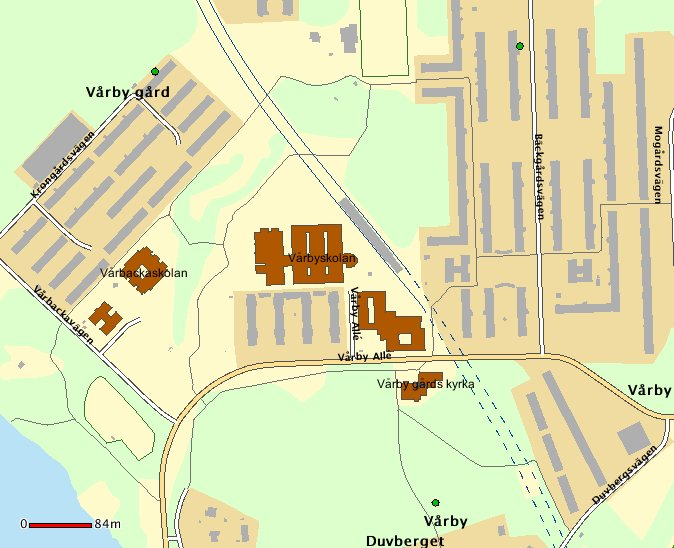 Vårby gård
Krongårdsvägen
Bäckgårdsvägen
Mogårdsvägen
Vårbyskolan
Vårbackaskolan
Vårbackavägen
Vårby Allé
Vårby Allé
Vårby gårds kyrka
Vårby
Duvbergsvägen
0 84m
Vårby
Duvberget